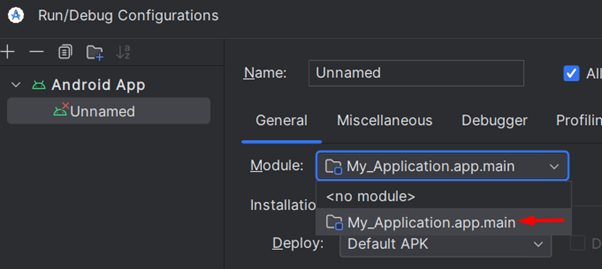 Run/Debug Configurations
Name: Unnamed All
Android App
Unnamed
General Miscellaneous Debugger Profilin
Module: My_Application.app.main
<no module>
Installatio
My_Application.app.main
Deploy: Default APK D